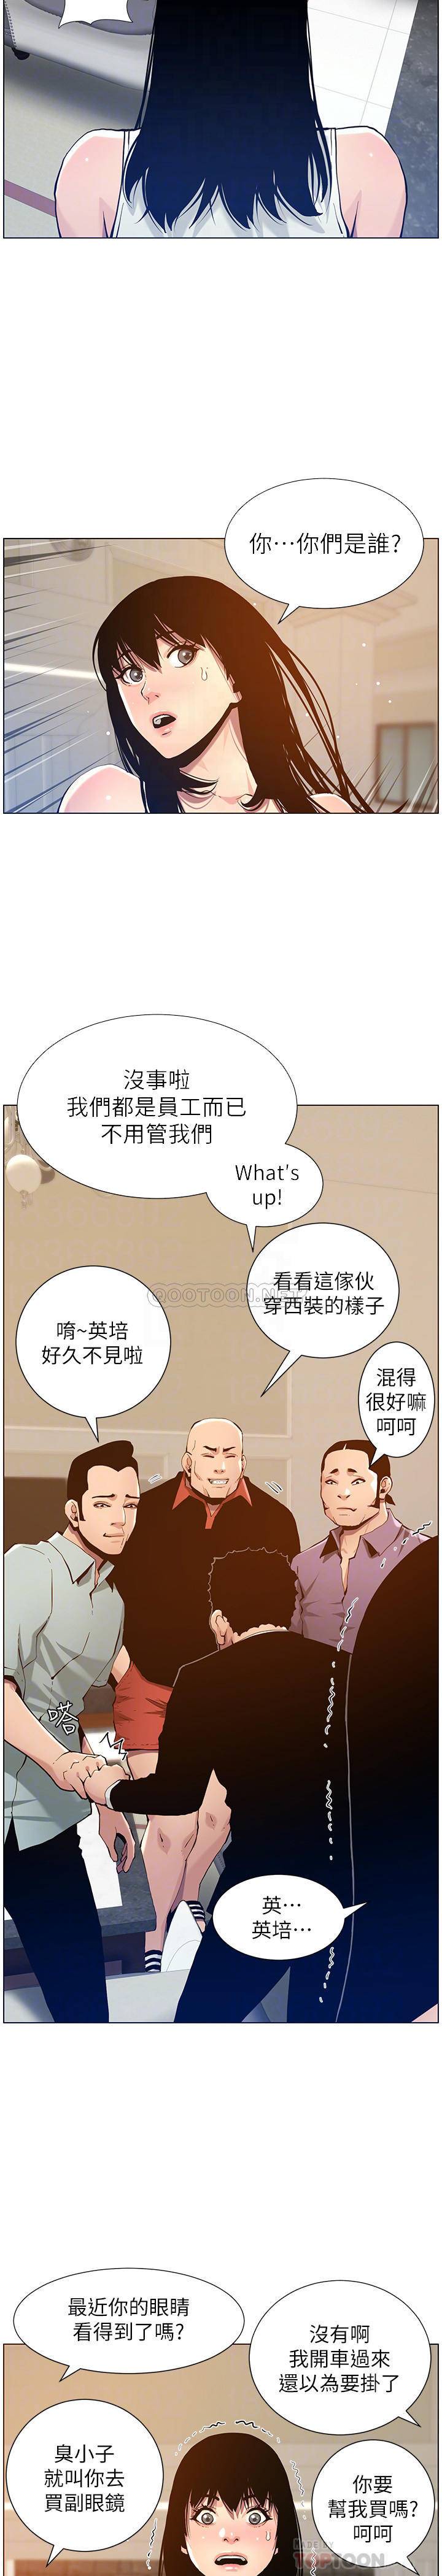 你…你們是誰?
沒事啦
我們都是員工而已
不用管我們
What's
up!
看看這傢伙
穿西裝的樣子
唷~英培
好久不見啦
混得
很好嘛
呵呵
嗒
英…
英培…
最近你的眼睛
看得到了嗎?
沒有啊
我開車過來
還以為要掛了
臭小子
就叫你去
買副眼鏡
你要
幫我買嗎?
呵呵
MADE BY
TOPTOON